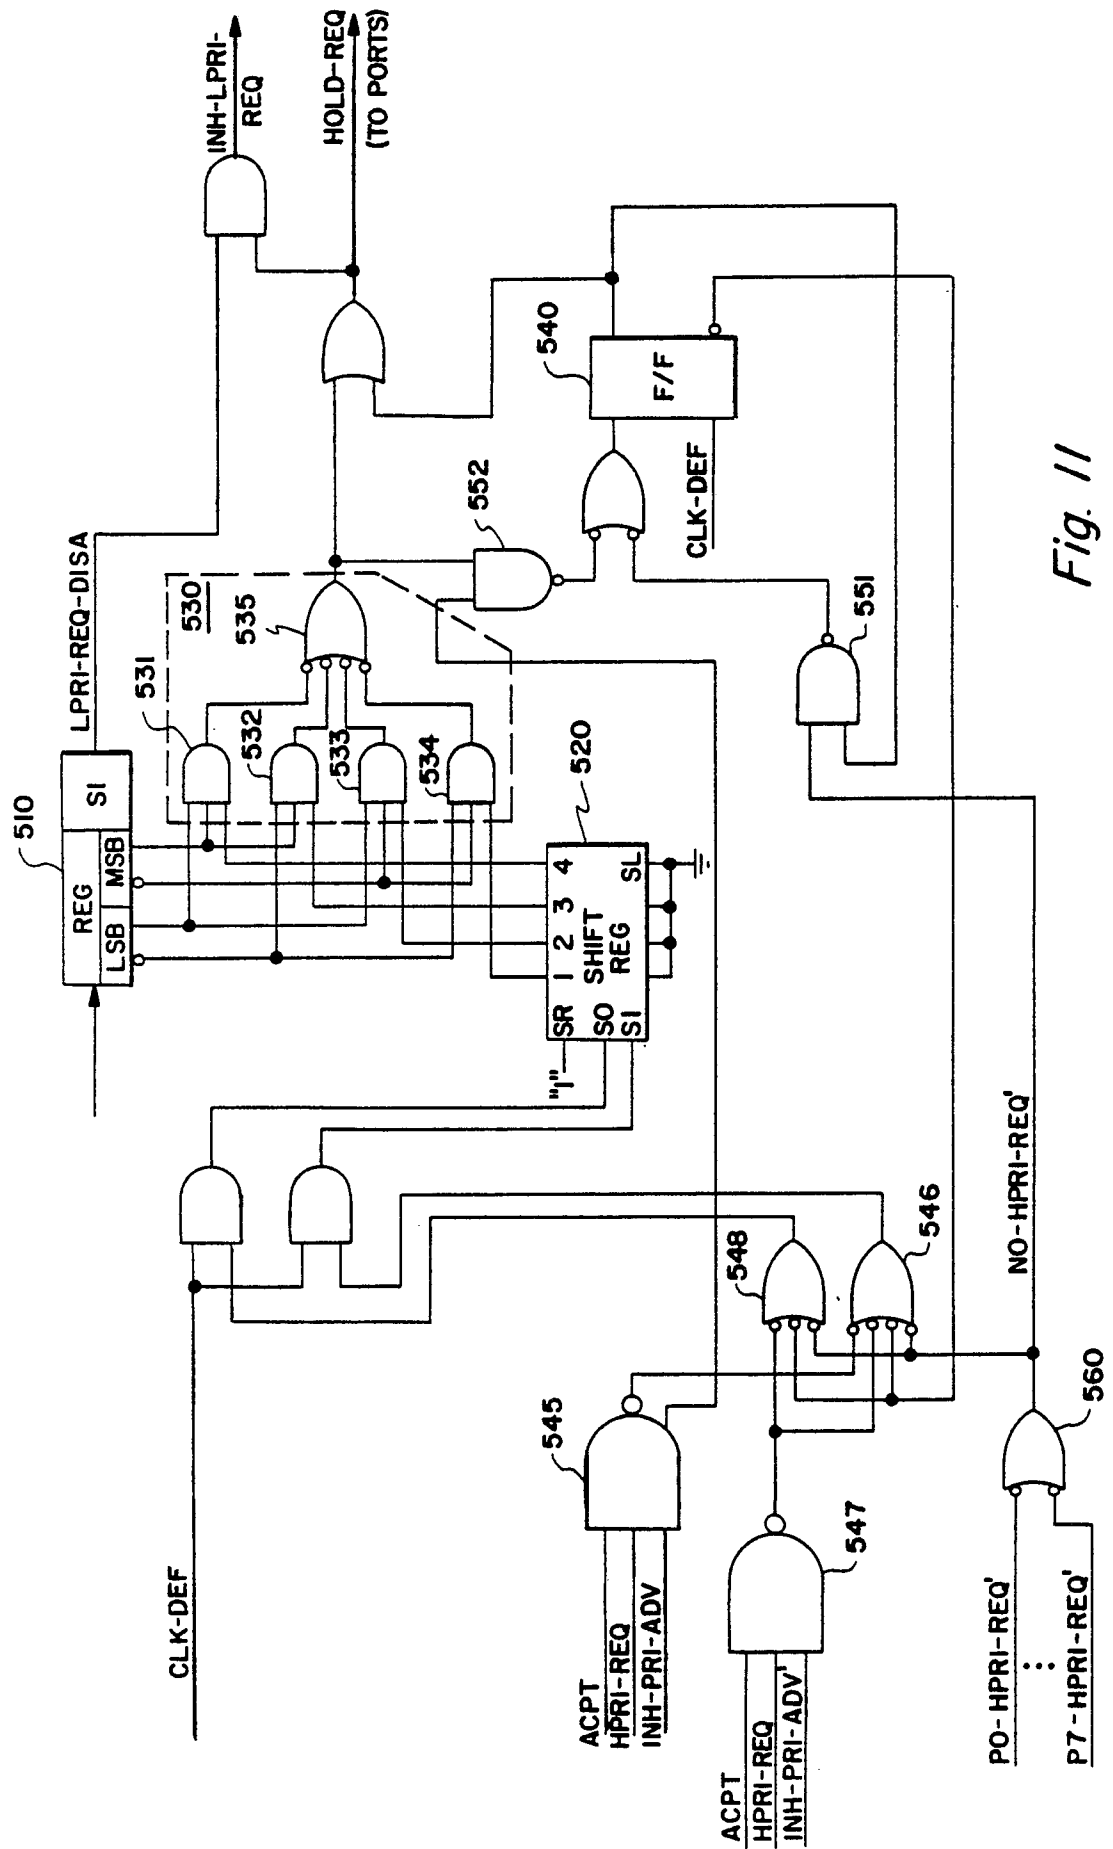 510
REG
LSB
MSB
S1
LPRI-REQ-DISA
INH-LPRI-
REQ
HOLD-REQ
(TO PORTS)
530
531
532
533
534
535
552
540
F/F
CLK-DEF
551
520
SR
SO
S1
1
2
3
4
SHIFT
REG
SL
"1"
CLK-DEF
545
ACPT
HPRI-REQ
INH-PRI-ADV
547
ACPT
HPRI-REQ
INH-PRI-ADV'
548
546
NO-HPRI-REQ'
560
P0-HPRI-REQ'
P7-HPRI-REQ'
Fig. 11